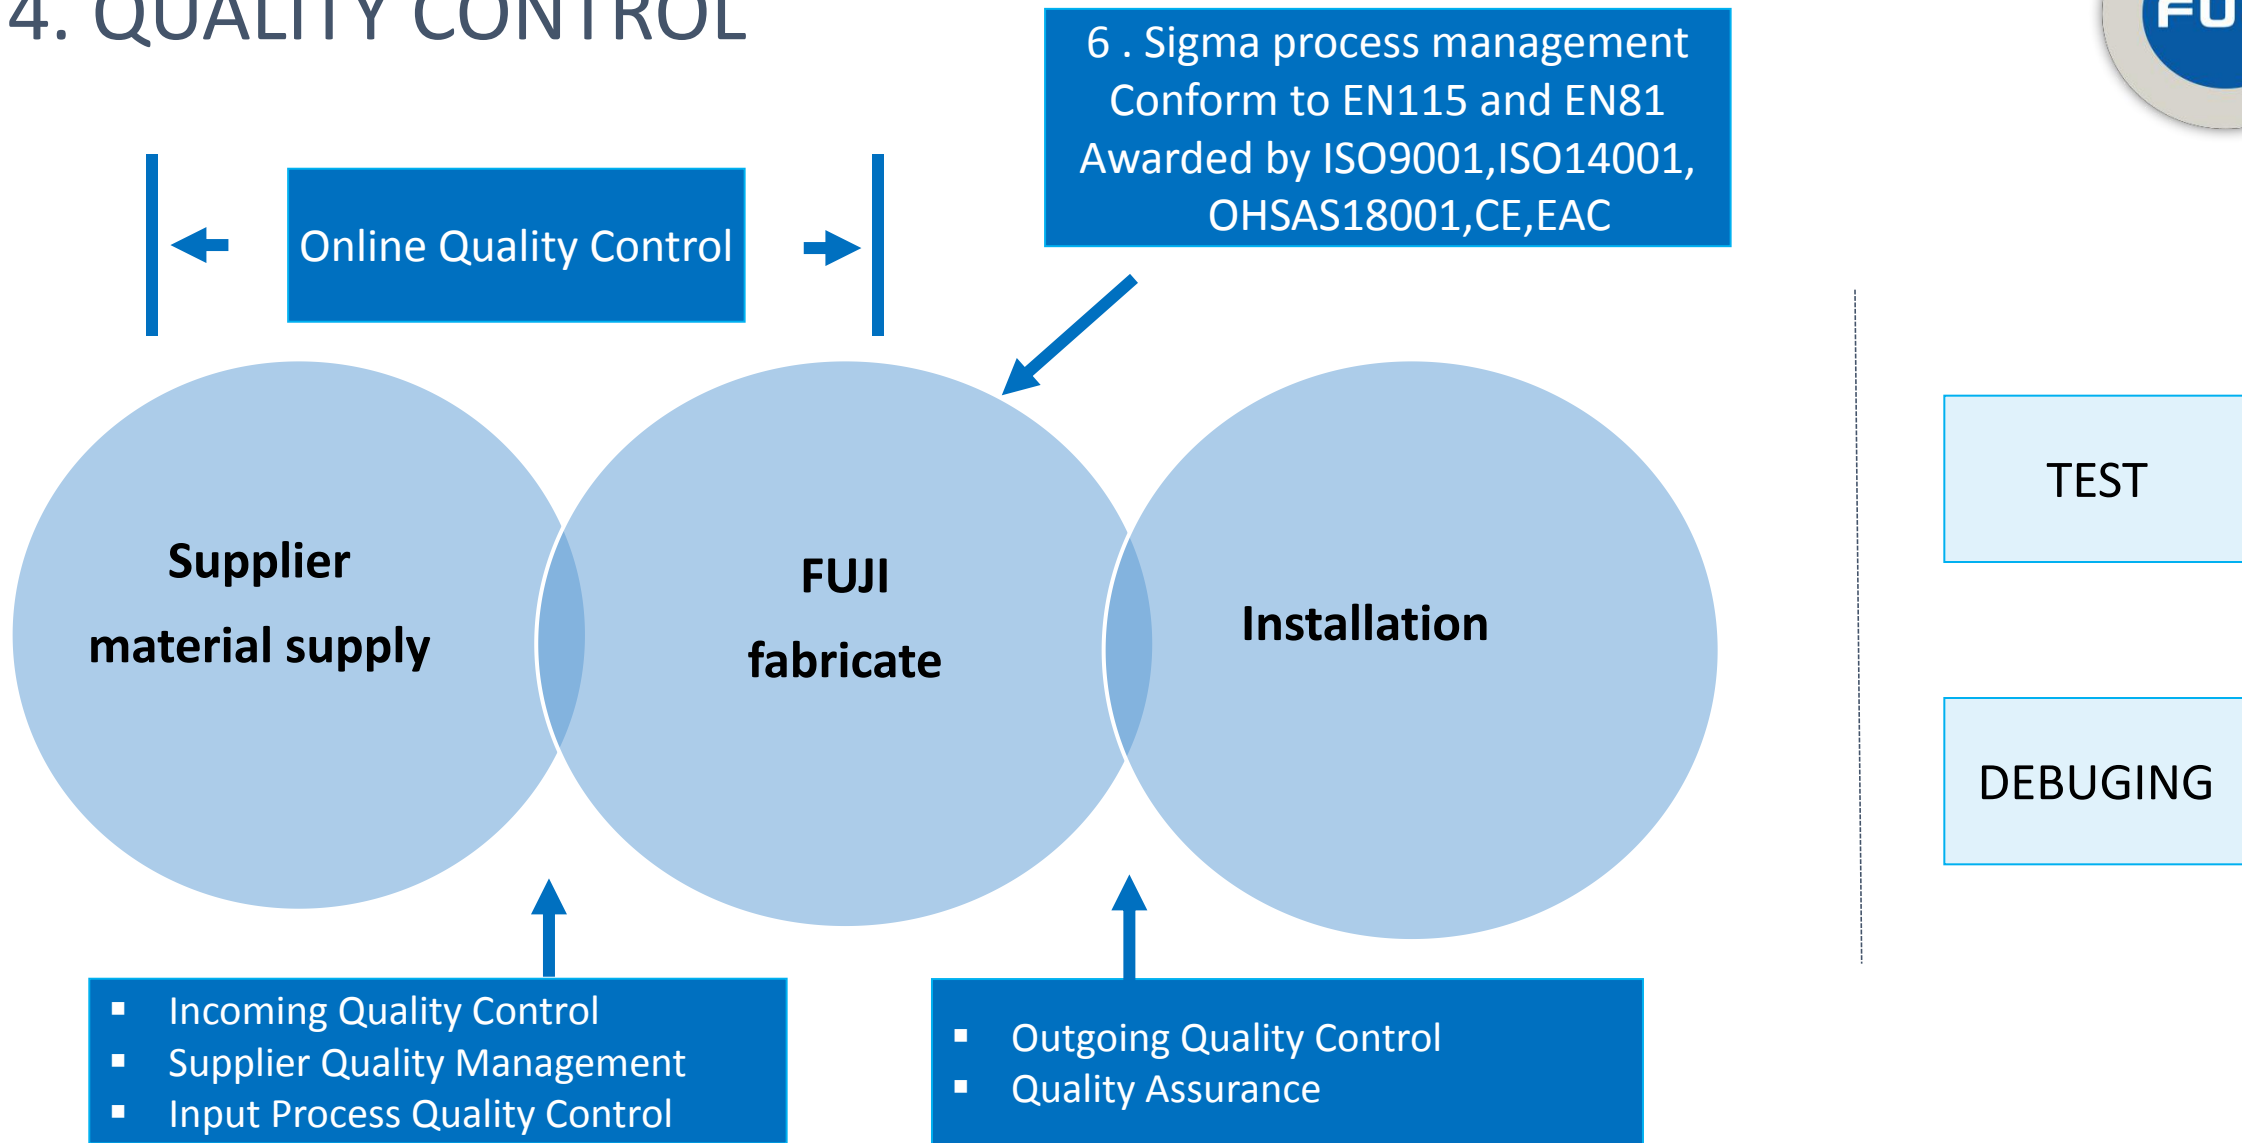 4. QUALITY CONTROL
FU
6 . Sigma process management
Conform to EN115 and EN81
Awarded by ISO9001,ISO14001,
OHSAS18001,CE,EAC
Online Quality Control
Supplier
material supply
FUJI
fabricate
Installation
TEST
DEBUGING
▪ Incoming Quality Control
▪ Supplier Quality Management
▪ Input Process Quality Control
▪ Outgoing Quality Control
▪ Quality Assurance